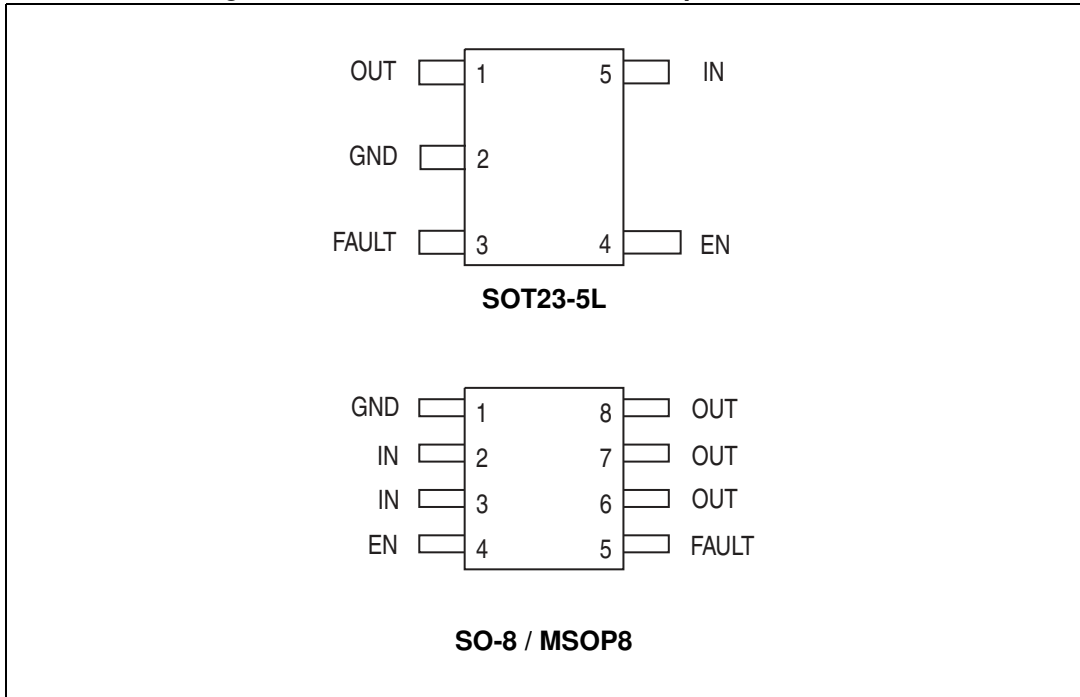 OUT 1 5 IN
GND 2
FAULT 3 4 EN
SOT23-5L
GND 1 8 OUT
IN 2 7 OUT
IN 3 6 OUT
EN 4 5 FAULT
SO-8 / MSOP8